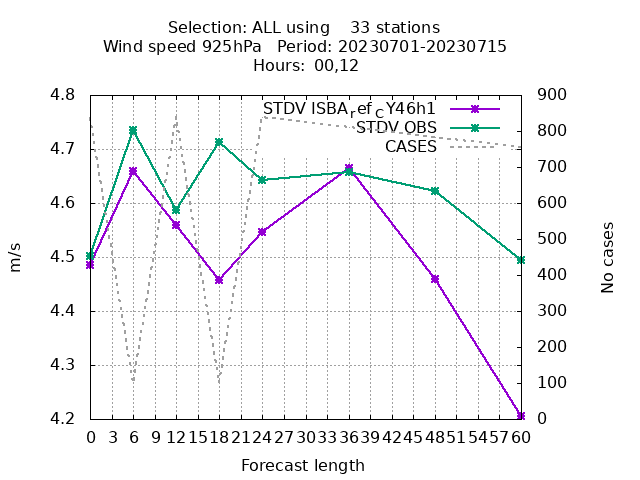 Selection: ALL using    33 stations
Wind speed 925hPa   Period: 20230701-20230715
Hours:  00,12
STDV ISBA_ref_CY46h1
STDV OBS
CASES
4.8
4.7
4.6
4.5
4.4
4.3
4.2
900
800
700
600
500
400
300
200
100
0
m/s
No cases
0 3 6 9 12 15 18 21 24 27 30 33 36 39 42 45 48 51 54 57 60
Forecast length